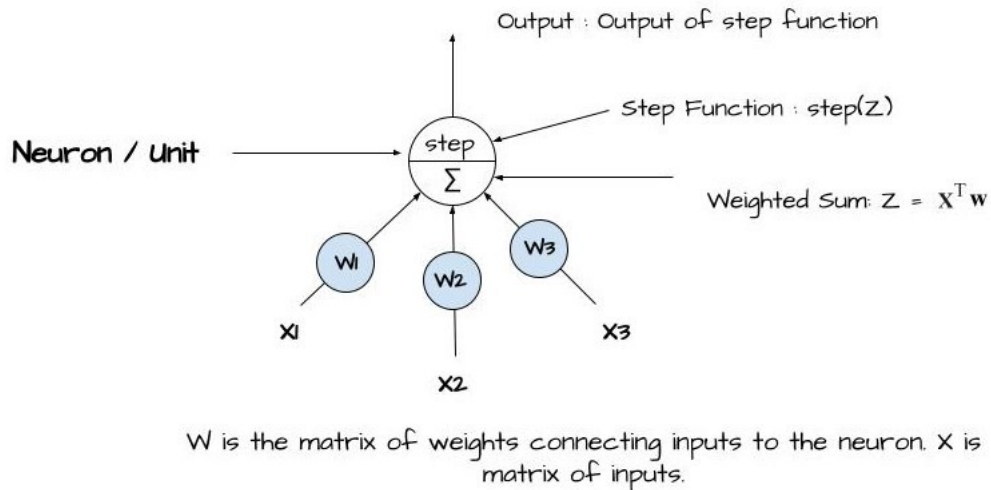 Output : Output of step function
Step Function : step(Z)
step
Neuron / Unit
Σ
Weighted Sum: Z = X^T w
W1
W2
W3
X1
X2
X3
W is the matrix of weights connecting inputs to the neuron. X is
matrix of inputs.